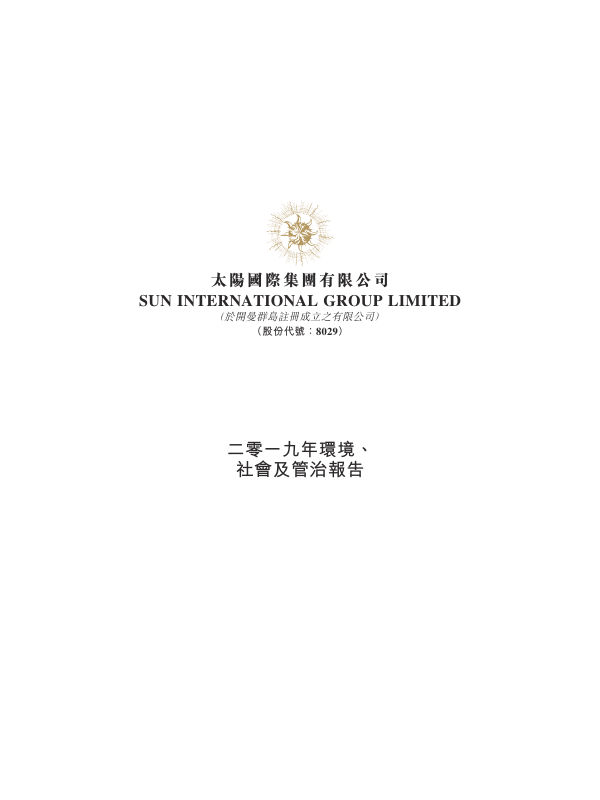 太陽國際集團有限公司
SUN INTERNATIONAL GROUP LIMITED
（於開曼群島註冊成立之有限公司）
（股份代號：8029）
二零一九年環境、
社會及管治報告